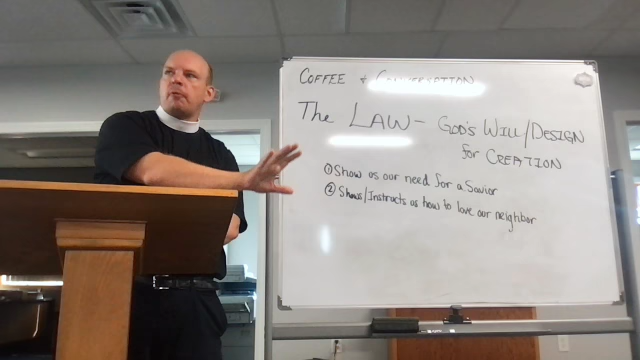 COFFEE & CONVERSATION
The LAW - GOD'S WILL/DESIGN
for CREATION
① Show us our need for a Savior
② Shows/Instructs us how to love our neighbor